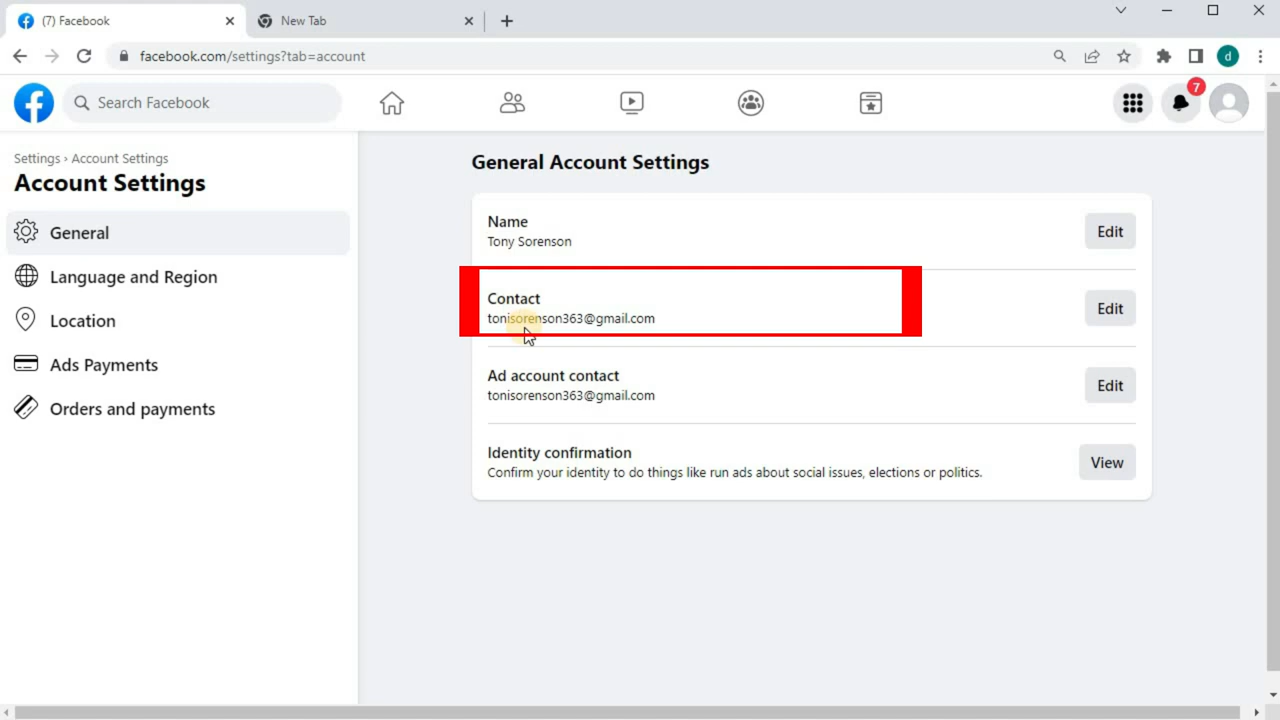 (7) Facebook
New Tab
facebook.com/settings?tab=account
d
Search Facebook
7
Settings › Account Settings
Account Settings
General
Language and Region
Location
Ads Payments
Orders and payments
General Account Settings
Name
Tony Sorenson
Edit
Contact
tonisorenson363@gmail.com
Edit
Ad account contact
tonisorenson363@gmail.com
Edit
Identity confirmation
Confirm your identity to do things like run ads about social issues, elections or politics.
View